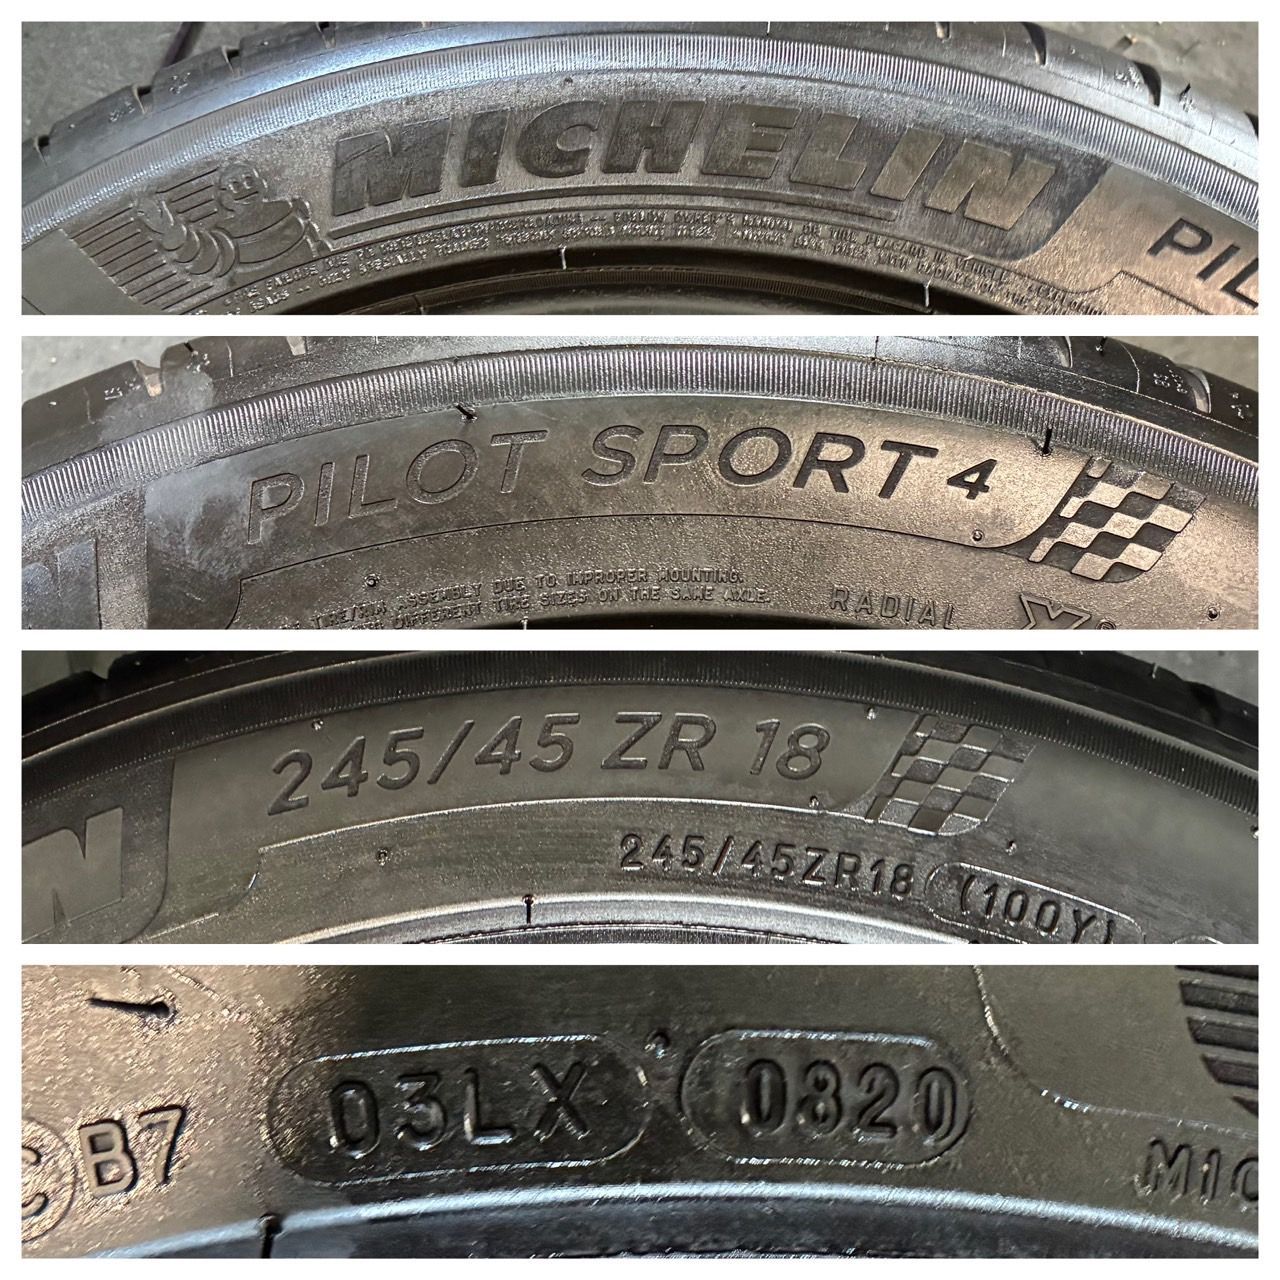 MICHELIN
PIL
PILOT SPORT 4
TIRE/RIM ASSEMBLY DUE TO IMPROPER MOUNTING.
DIFFERENT TIRE SIZES ON THE SAME AXLE.
RADIAL X
N
245/45 ZR 18
245/45ZR18 (100Y)
C B7 03LX 0820
MIC